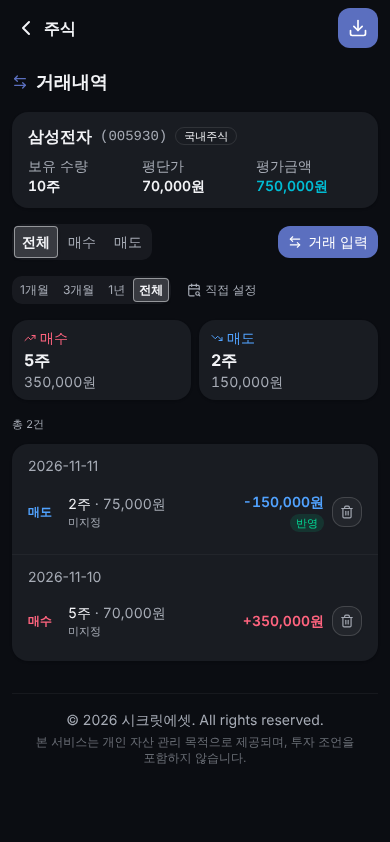 주식
거래내역
삼성전자 (005930) 국내주식
보유 수량 평단가 평가금액
10주 70,000원 750,000원
전체 매수 매도 거래 입력
1개월 3개월 1년 전체 직접 설정
매수 매도
5주 2주
350,000원 150,000원
총 2건
2026-11-11
매도 2주 · 75,000원 -150,000원
미지정 반영
2026-11-10
매수 5주 · 70,000원 +350,000원
미지정
© 2026 시크릿에셋. All rights reserved.
본 서비스는 개인 자산 관리 목적으로 제공되며, 투자 조언을
포함하지 않습니다.